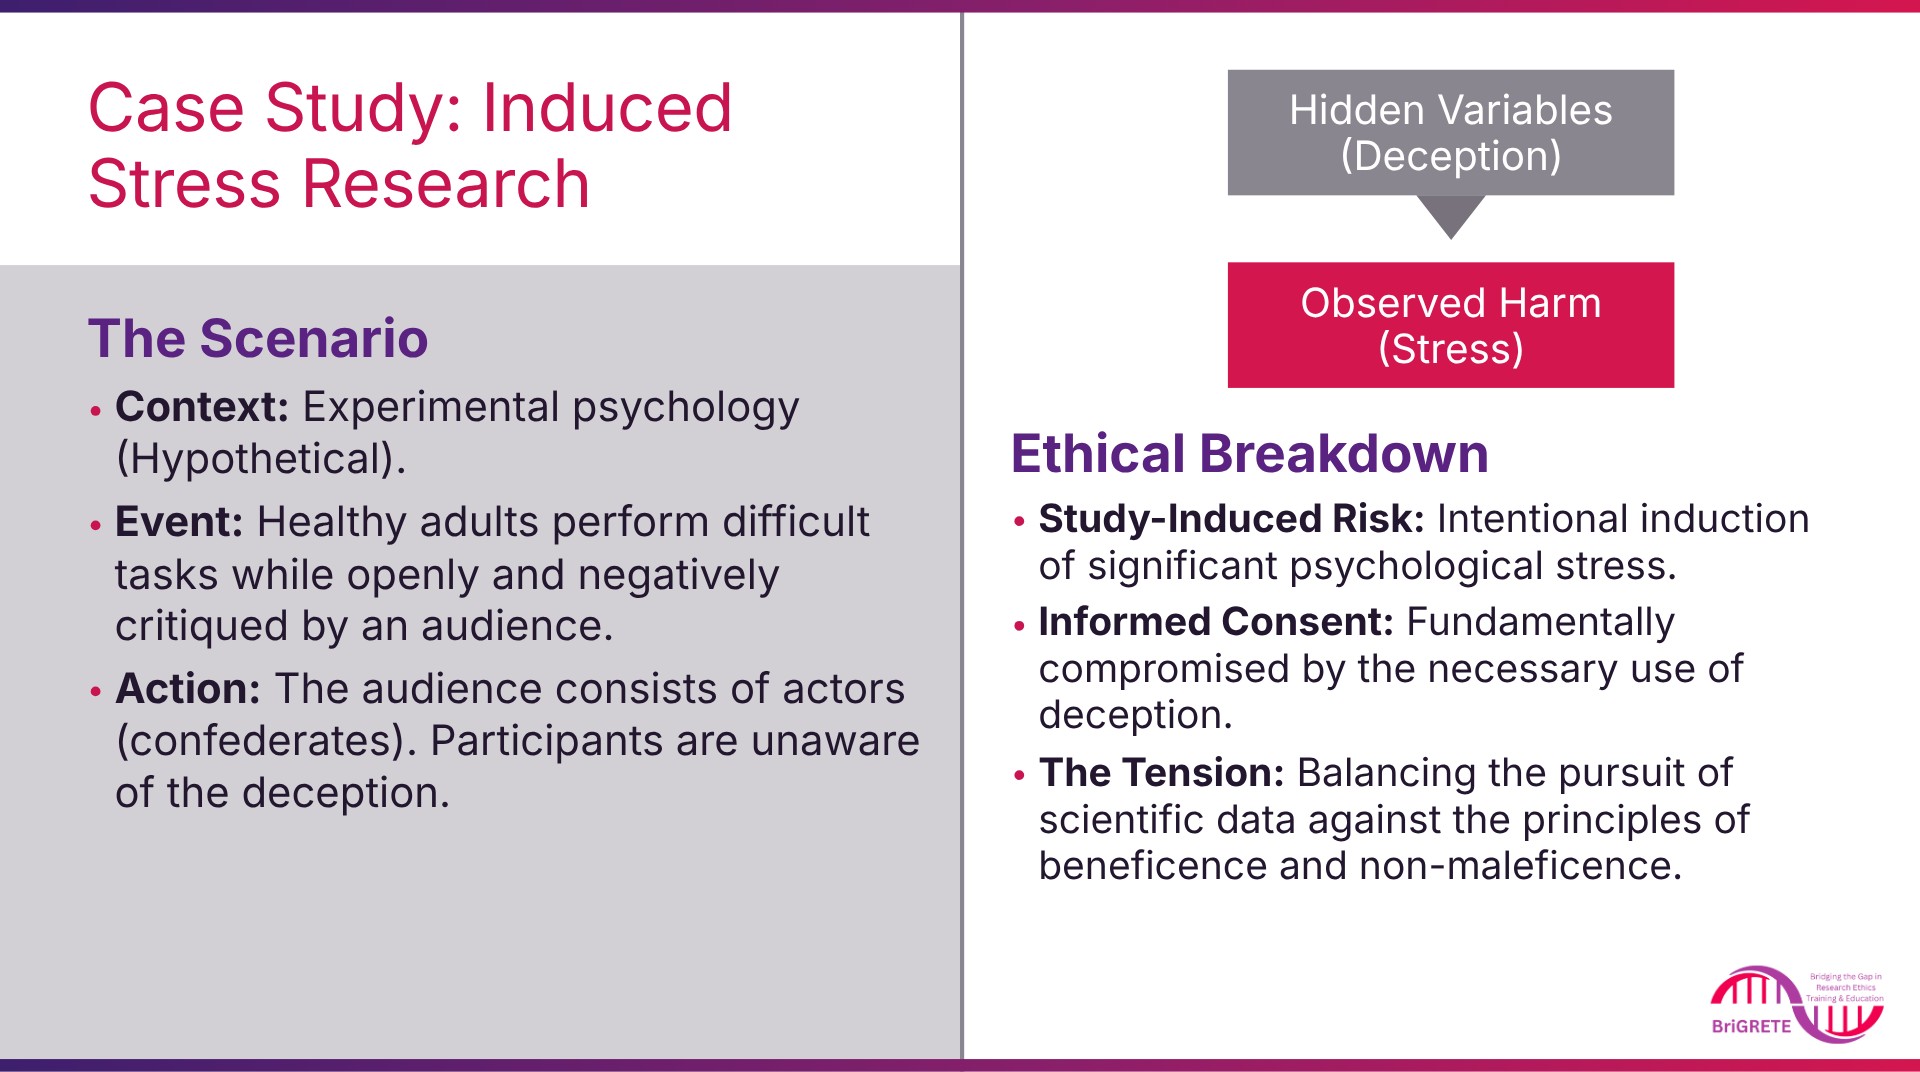 Case Study: Induced
Stress Research
The Scenario
• Context: Experimental psychology
(Hypothetical).
• Event: Healthy adults perform difficult
tasks while openly and negatively
critiqued by an audience.
• Action: The audience consists of actors
(confederates). Participants are unaware
of the deception.
Hidden Variables
(Deception)
Observed Harm
(Stress)
Ethical Breakdown
• Study-Induced Risk: Intentional induction
of significant psychological stress.
• Informed Consent: Fundamentally
compromised by the necessary use of
deception.
• The Tension: Balancing the pursuit of
scientific data against the principles of
beneficence and non-maleficence.
Bridging the Gap in
Research Ethics
Training & Education
BriGRETE